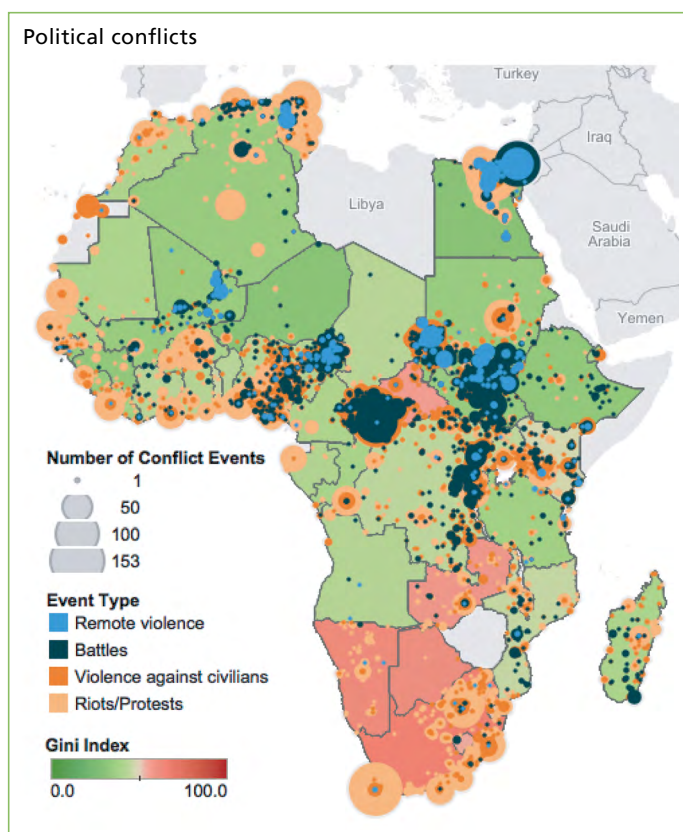 Political conflicts
Turkey
Iraq
Libya
Saudi
Arabia
Yemen
Number of Conflict Events
1
50
100
153
Event Type
Remote violence
Battles
Violence against civilians
Riots/Protests
Gini Index
0.0 100.0